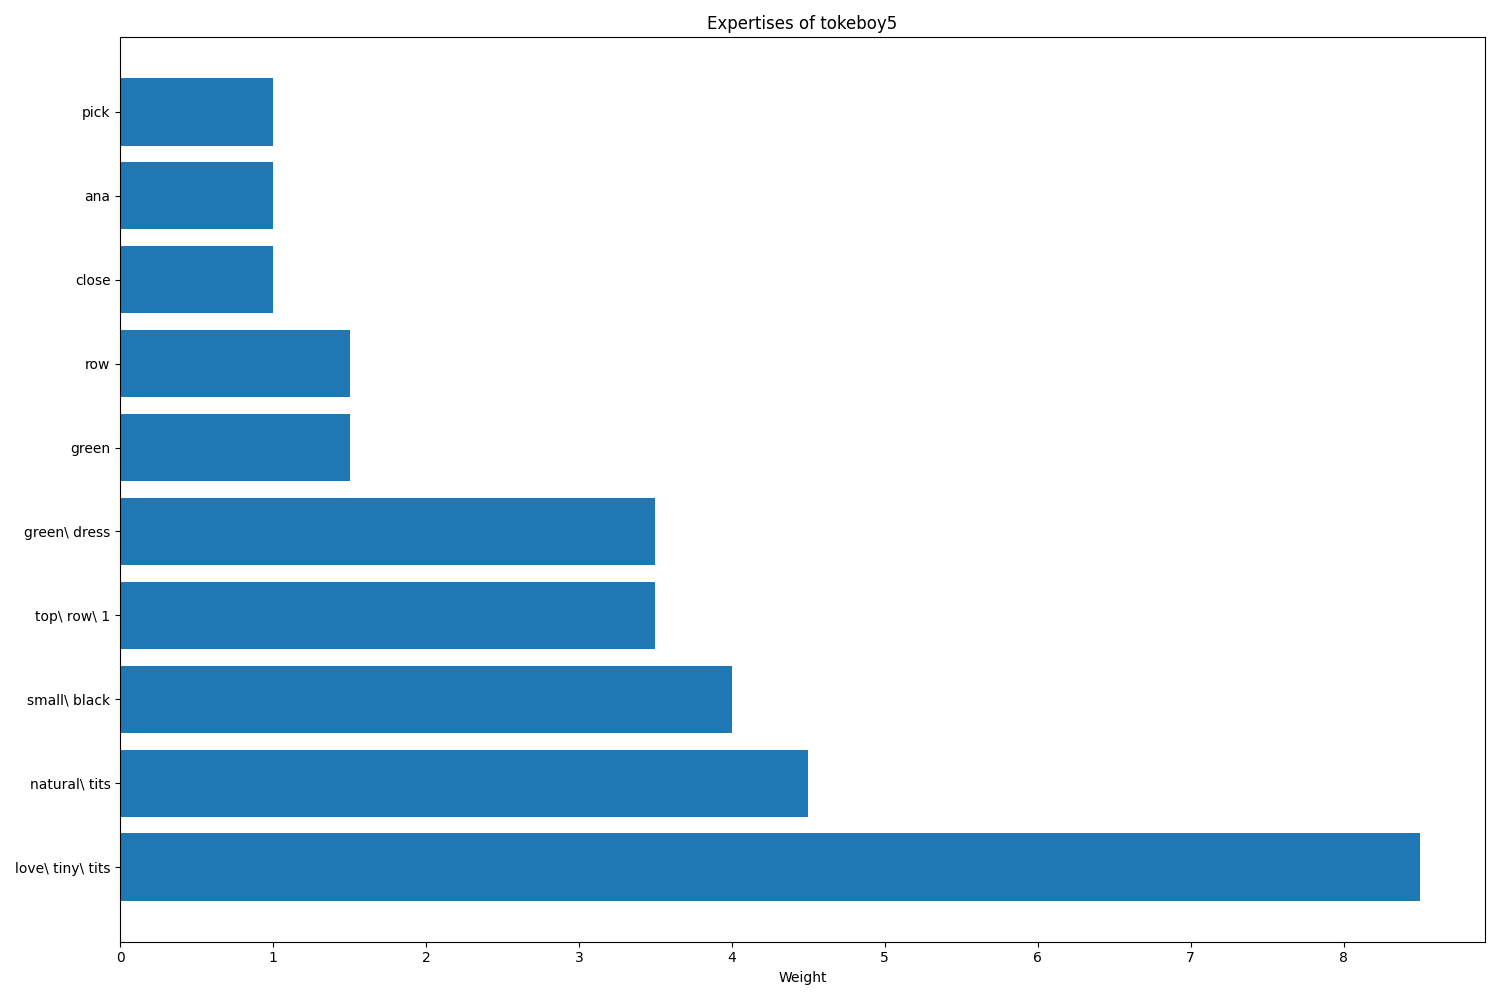 Expertises of tokeboy5
pick
ana
close
row
green
green\ dress
top\ row\ 1
small\ black
natural\ tits
love\ tiny\ tits
0 1 2 3 4 5 6 7 8
Weight